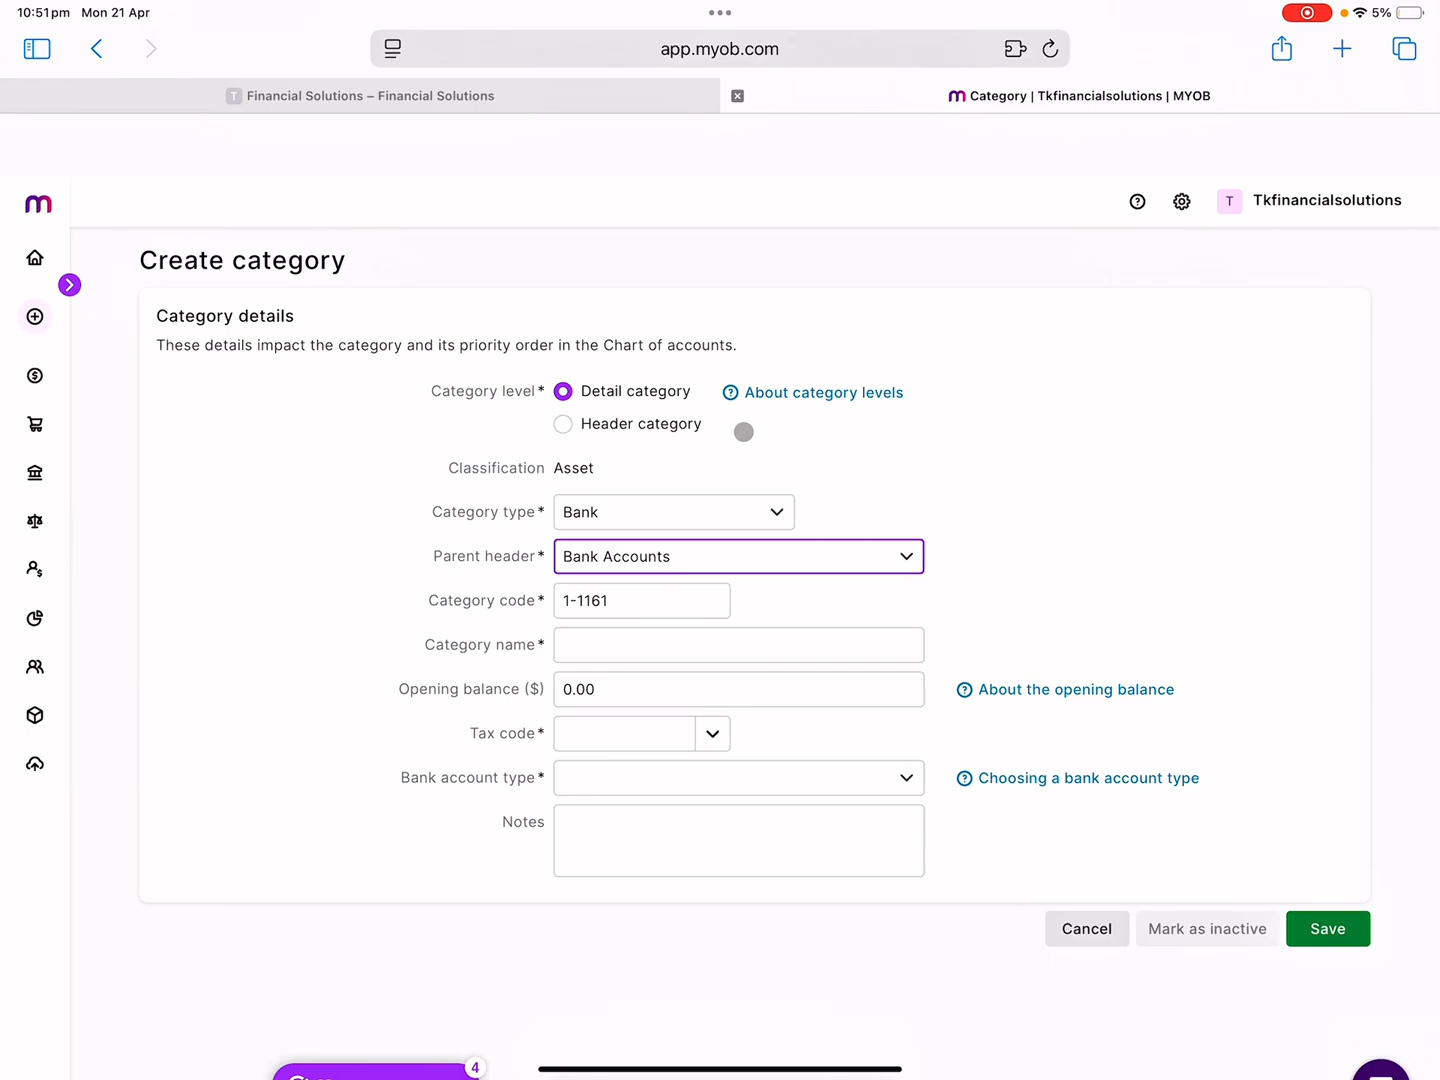 10:51pm Mon 21 Apr
5%
app.myob.com
T Financial Solutions – Financial Solutions
m Category | Tkfinancialsolutions | MYOB
m
T Tkfinancialsolutions
Create category
Category details
These details impact the category and its priority order in the Chart of accounts.
Category level* Detail category About category levels
Header category
Classification Asset
Category type* Bank
Parent header* Bank Accounts
Category code* 1-1161
Category name*
Opening balance ($) 0.00 About the opening balance
Tax code*
Bank account type* Choosing a bank account type
Notes
Cancel Mark as inactive Save
4